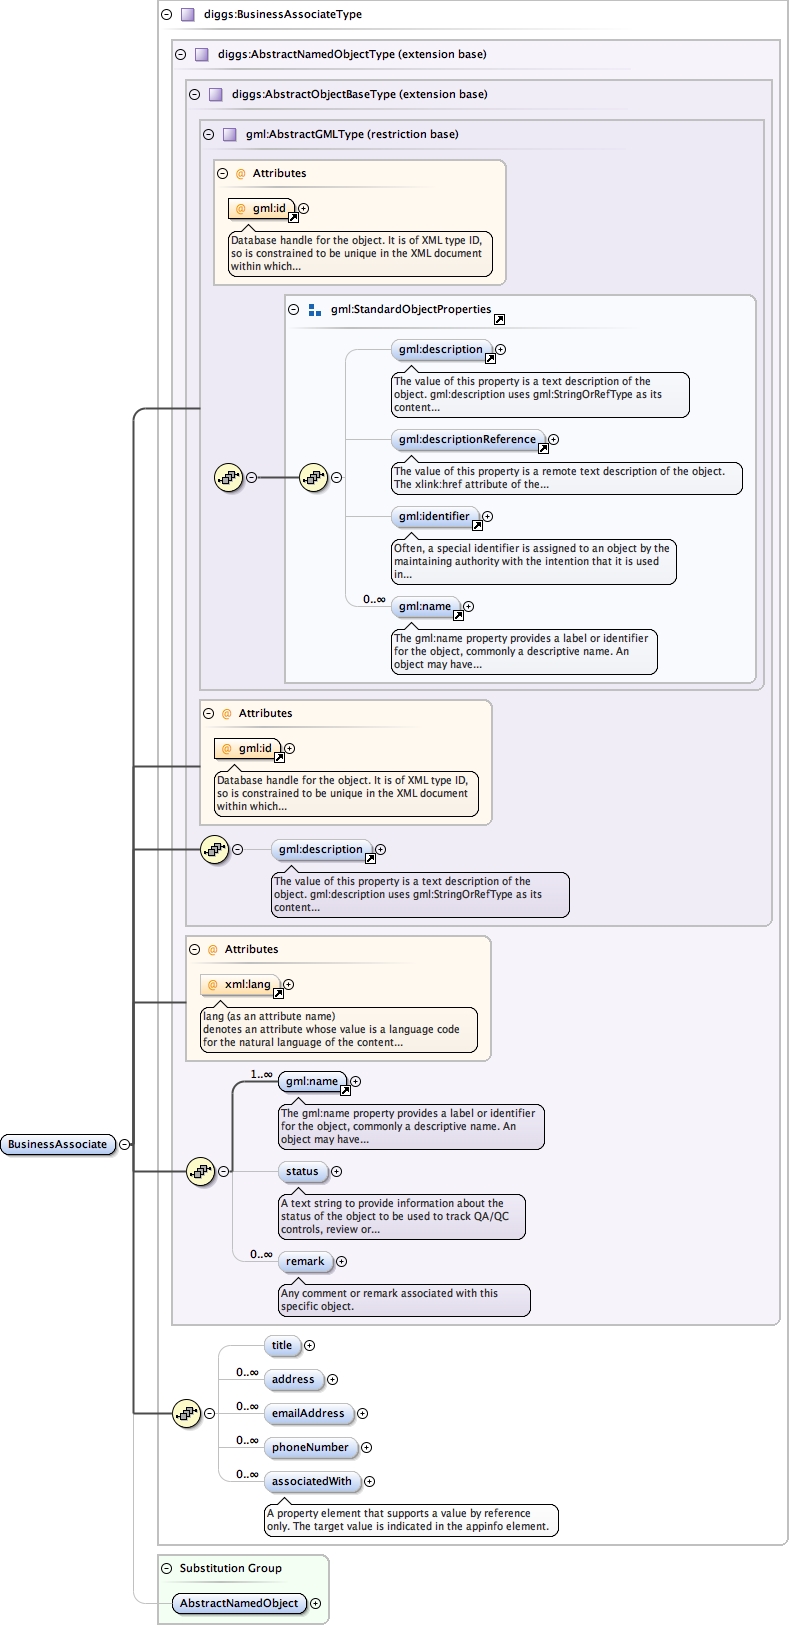 diggs:BusinessAssociateType
diggs:AbstractNamedObjectType (extension base)
diggs:AbstractObjectBaseType (extension base)
gml:AbstractGMLType (restriction base)
@ Attributes
@ gml:id
Database handle for the object. It is of XML type ID,
so is constrained to be unique in the XML document
within which...
gml:StandardObjectProperties
gml:description
The value of this property is a text description of the
object. gml:description uses gml:StringOrRefType as its
content...
gml:descriptionReference
The value of this property is a remote text description of the object.
The xlink:href attribute of the...
gml:identifier
Often, a special identifier is assigned to an object by the
maintaining authority with the intention that it is used
in...
0..∞ gml:name
The gml:name property provides a label or identifier
for the object, commonly a descriptive name. An
object may have...
@ Attributes
@ gml:id
Database handle for the object. It is of XML type ID,
so is constrained to be unique in the XML document
within which...
gml:description
The value of this property is a text description of the
object. gml:description uses gml:StringOrRefType as its
content...
@ Attributes
@ xml:lang
lang (as an attribute name)
denotes an attribute whose value is a language code
for the natural language of the content...
1..∞ gml:name
The gml:name property provides a label or identifier
for the object, commonly a descriptive name. An
object may have...
BusinessAssociate
status
A text string to provide information about the
status of the object to be used to track QA/QC
controls, review or...
0..∞ remark
Any comment or remark associated with this
specific object.
title
0..∞ address
0..∞ emailAddress
0..∞ phoneNumber
0..∞ associatedWith
A property element that supports a value by reference
only. The target value is indicated in the appinfo element.
Substitution Group
AbstractNamedObject